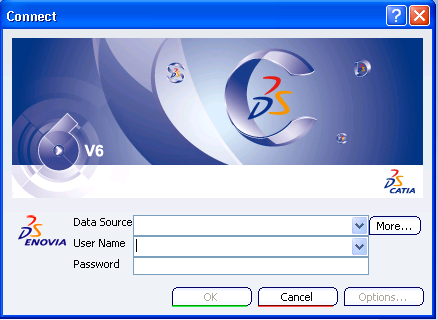 Connect
V6
CATIA
ENOVIA
Data Source
More...
User Name
Password
OK
Cancel
Options...